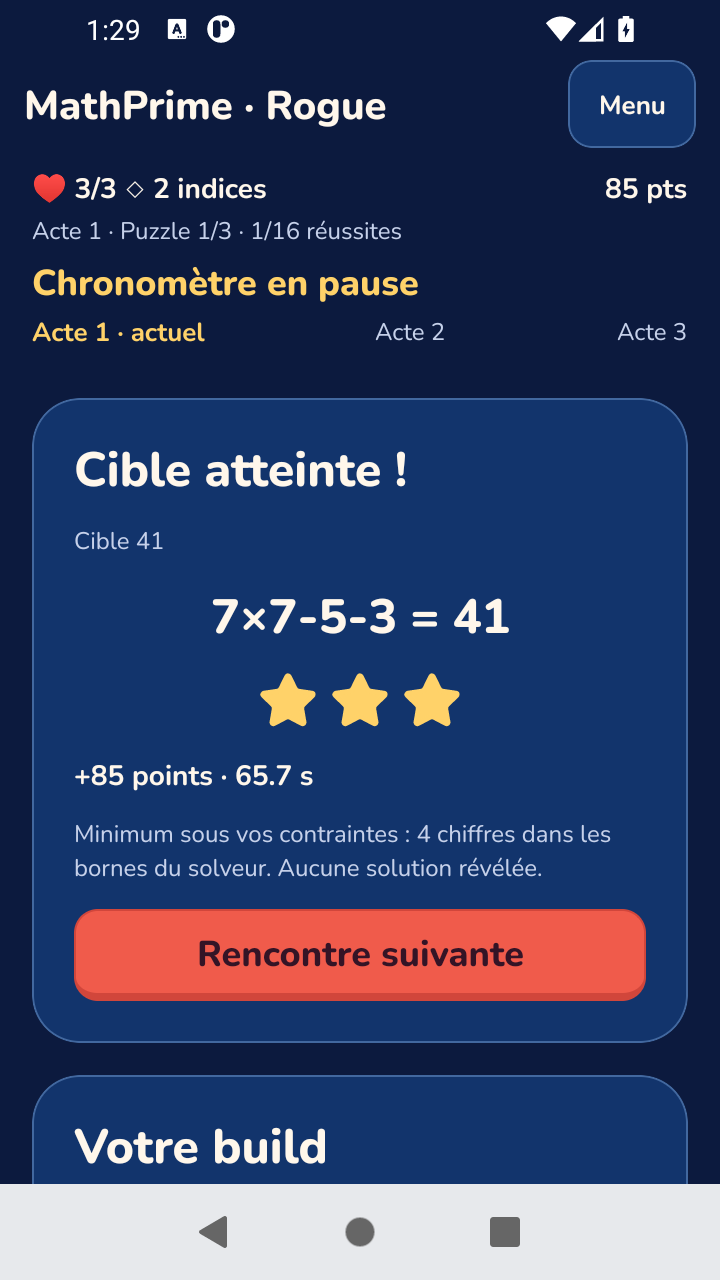 1:29
MathPrime · Rogue
Menu
3/3 ◇ 2 indices
85 pts
Acte 1 · Puzzle 1/3 · 1/16 réussites
Chronomètre en pause
Acte 1 · actuel
Acte 2
Acte 3
Cible atteinte !
Cible 41
7×7-5-3 = 41
+85 points · 65.7 s
Minimum sous vos contraintes : 4 chiffres dans les
bornes du solveur. Aucune solution révélée.
Rencontre suivante
Votre build